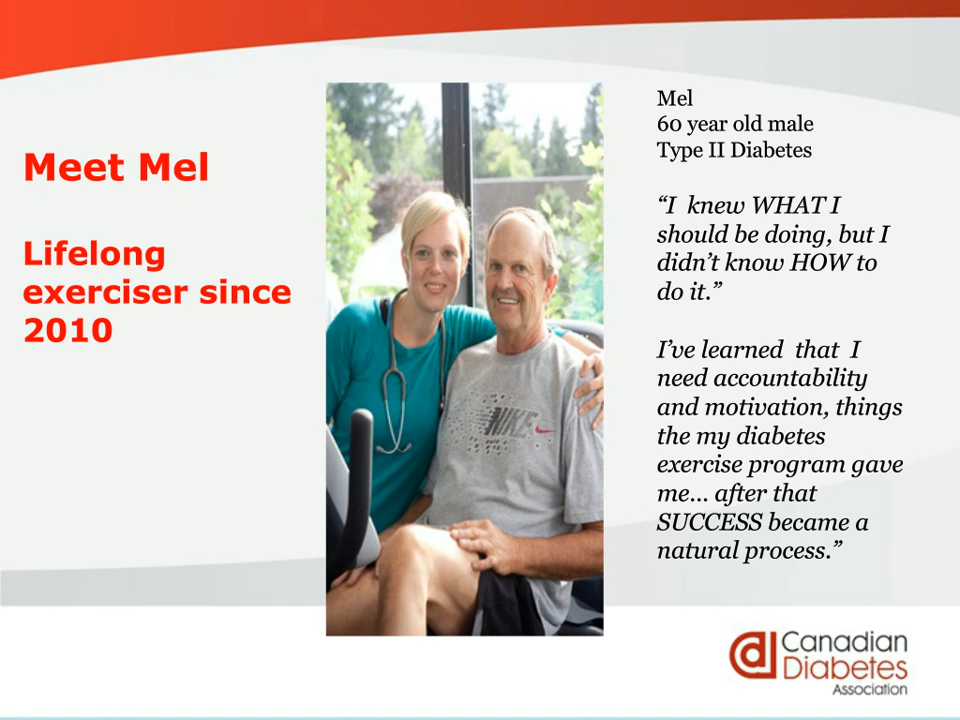 Meet Mel
Lifelong
exerciser since
2010
NIKE
Mel
60 year old male
Type II Diabetes
“I knew WHAT I
should be doing, but I
didn’t know HOW to
do it.”
I’ve learned that I
need accountability
and motivation, things
the my diabetes
exercise program gave
me… after that
SUCCESS became a
natural process.”
Canadian
Diabetes
Association